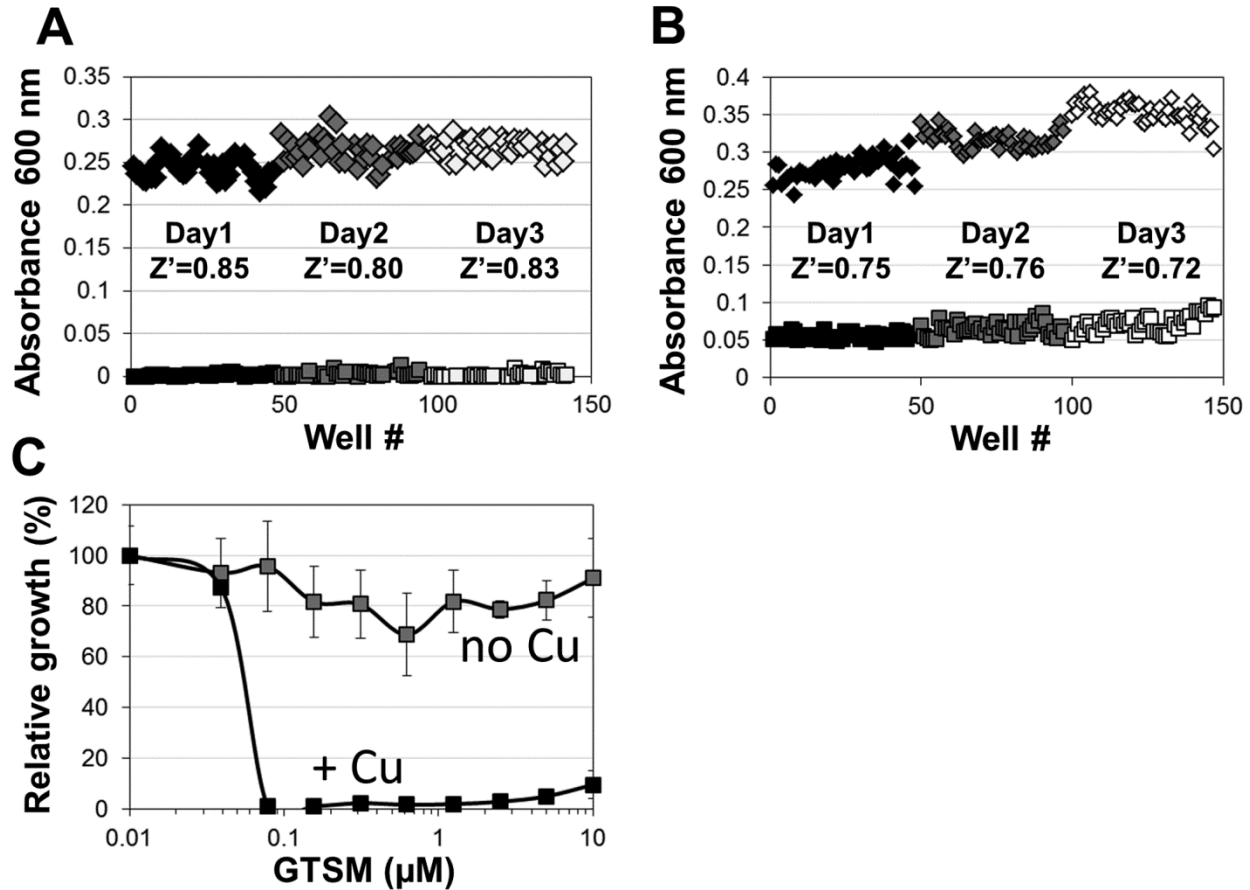 A
Absorbance 600 nm
0.35
0.3
0.25
0.2
0.15
0.1
0.05
0
Day1 Day2 Day3
Z’=0.85 Z’=0.80 Z’=0.83
0 50 100 150
Well #
B
Absorbance 600 nm
0.4
0.35
0.3
0.25
0.2
0.15
0.1
0.05
0
Day1 Day2 Day3
Z’=0.75 Z’=0.76 Z’=0.72
0 50 100 150
Well #
C
Relative growth (%)
120
100
80
60
40
20
0
no Cu
+ Cu
0.01 0.1 1 10
GTSM (μM)